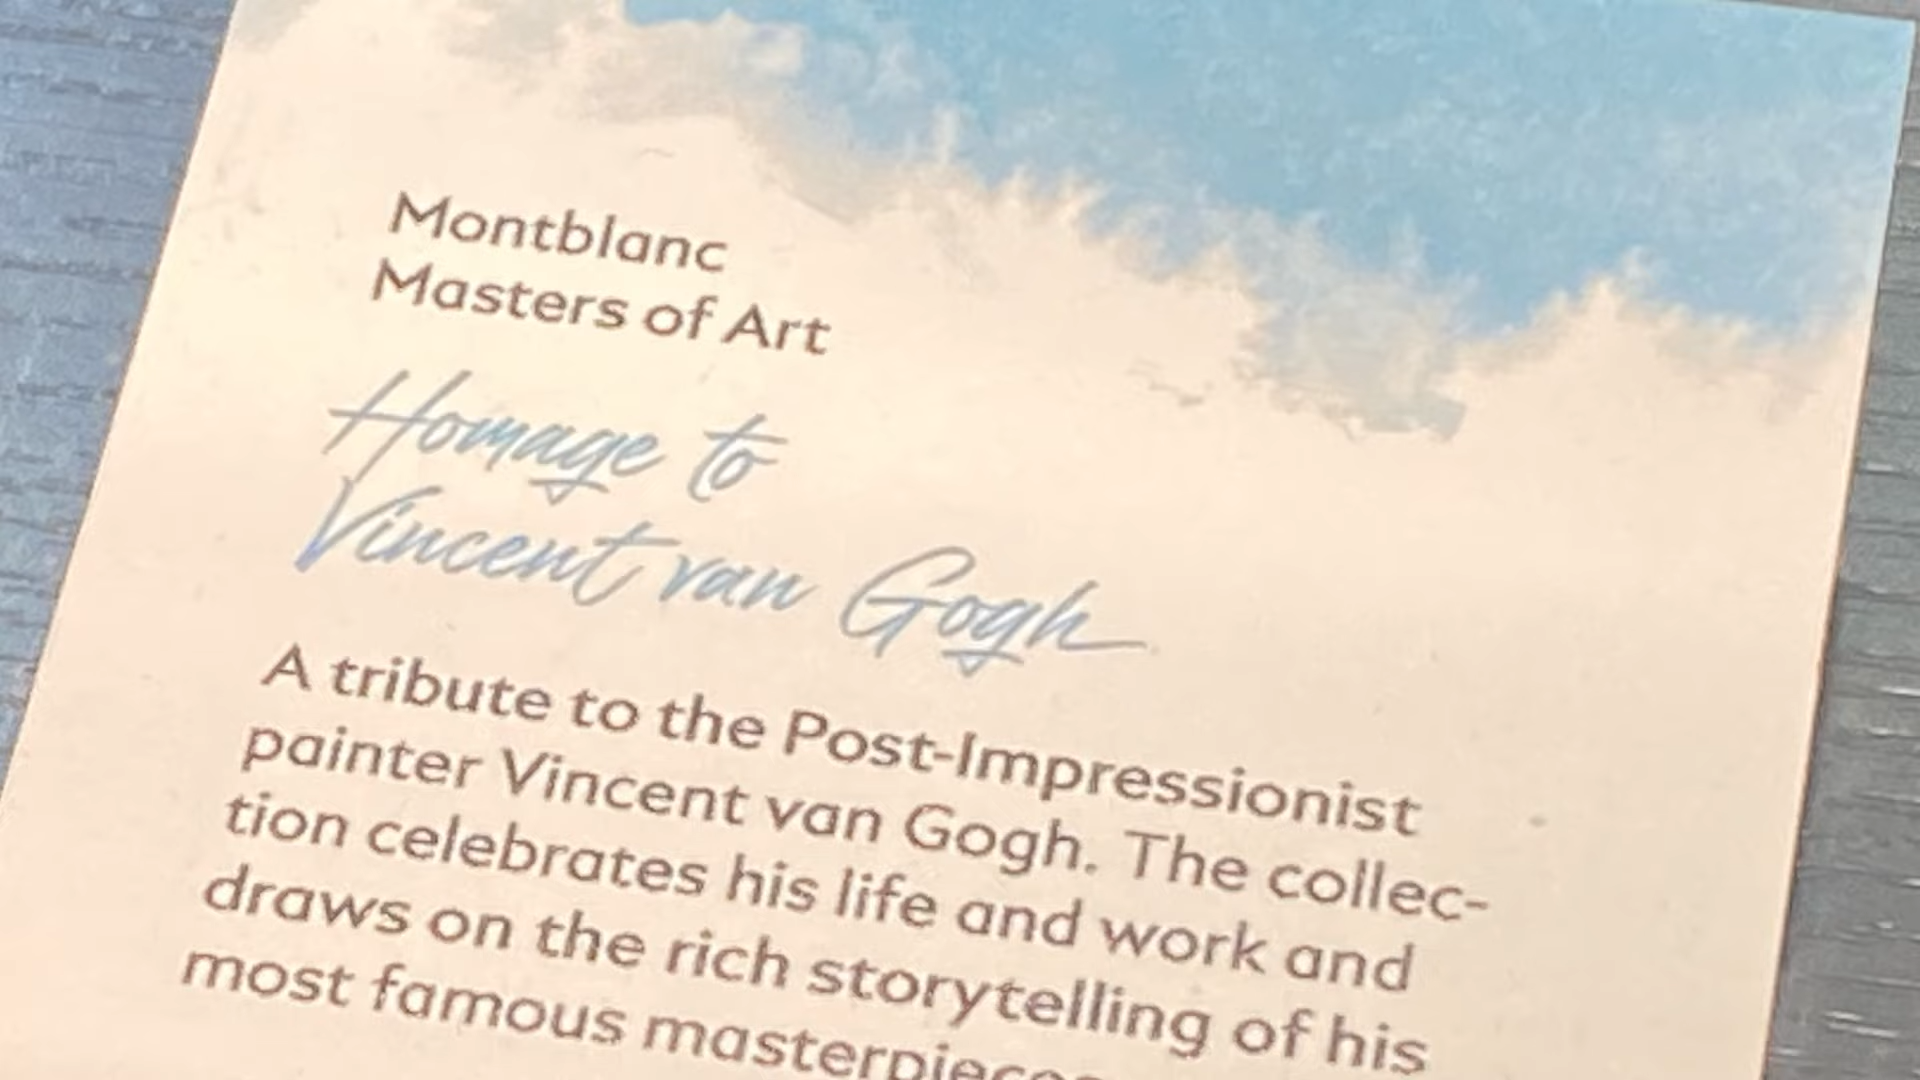 Montblanc
Masters of Art
Homage to
Vincent van Gogh
A tribute to the Post-Impressionist
painter Vincent van Gogh. The collec-
tion celebrates his life and work and
draws on the rich storytelling of his
most famous masterpieces